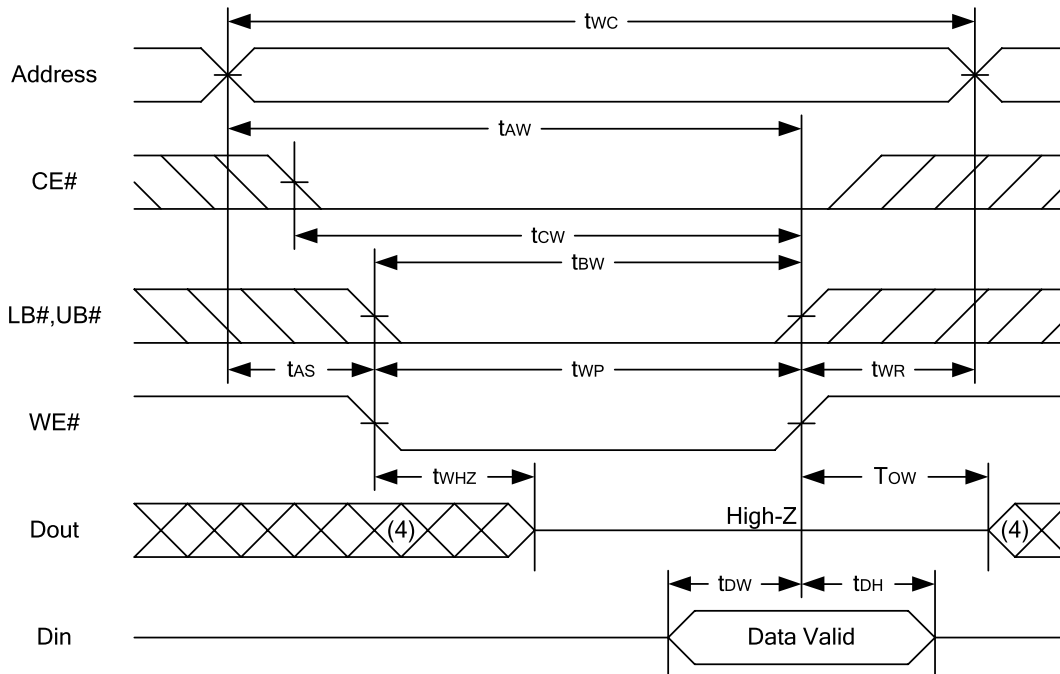 tWC
Address
tAW
CE#
tCW
tBW
LB#,UB#
tAS
tWP
tWR
WE#
tWHZ
TOW
Dout
(4)
High-Z
(4)
tDW
tDH
Din
Data Valid